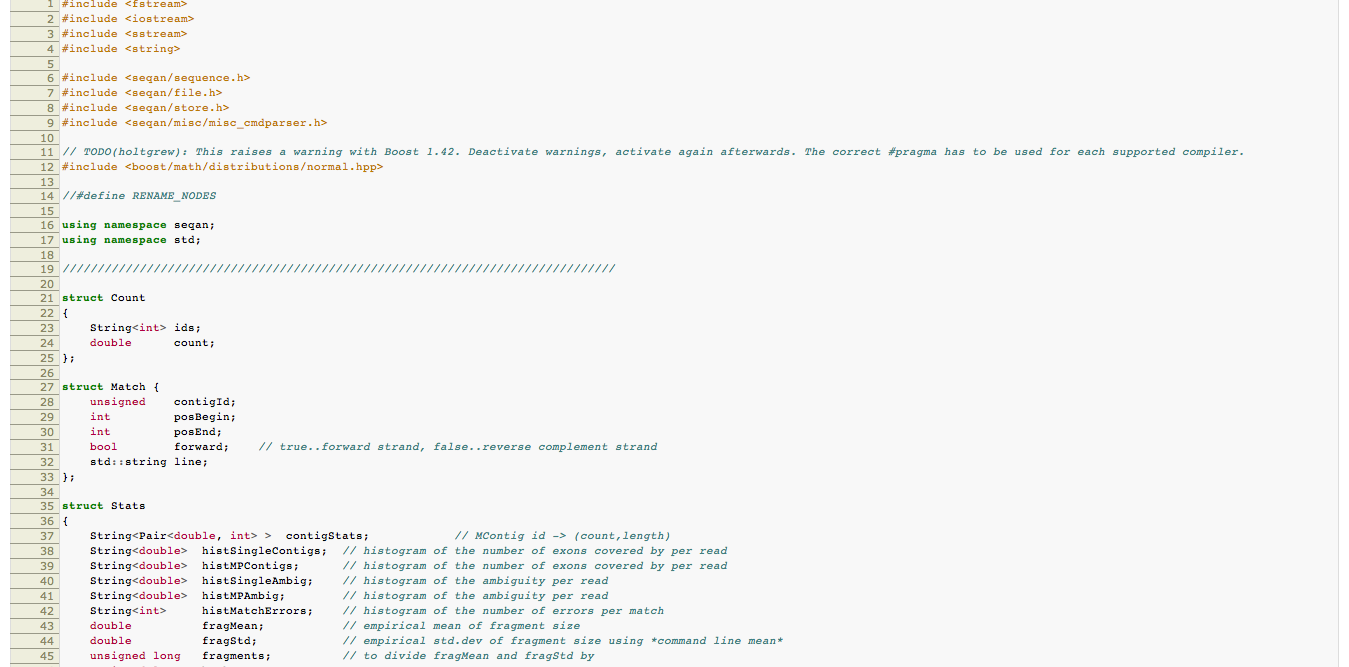 1 #include <fstream>
2 #include <iostream>
3 #include <sstream>
4 #include <string>
5
6 #include <seqan/sequence.h>
7 #include <seqan/file.h>
8 #include <seqan/store.h>
9 #include <seqan/misc/misc_cmdparser.h>
10
11 // TODO(holtgrew): This raises a warning with Boost 1.42. Deactivate warnings, activate again afterwards. The correct #pragma has to be used for each supported compiler.
12 #include <boost/math/distributions/normal.hpp>
13
14 //#define RENAME_NODES
15
16 using namespace seqan;
17 using namespace std;
18
19 ///////////////////////////////////////////////////////////////////////////////
20
21 struct Count
22 {
23     String<int> ids;
24     double      count;
25 };
26
27 struct Match {
28     unsigned    contigId;
29     int         posBegin;
30     int         posEnd;
31     bool        forward;    // true..forward strand, false..reverse complement strand
32     std::string line;
33 };
34
35 struct Stats
36 {
37     String<Pair<double, int> >  contigStats;            // MContig id -> (count,length)
38     String<double>  histSingleContigs;  // histogram of the number of exons covered by per read
39     String<double>  histMPContigs;      // histogram of the number of exons covered by per read
40     String<double>  histSingleAmbig;    // histogram of the ambiguity per read
41     String<double>  histMPAmbig;        // histogram of the ambiguity per read
42     String<int>     histMatchErrors;    // histogram of the number of errors per match
43     double          fragMean;           // empirical mean of fragment size
44     double          fragStd;            // empirical std.dev of fragment size using *command line mean*
45     unsigned long   fragments;          // to divide fragMean and fragStd by